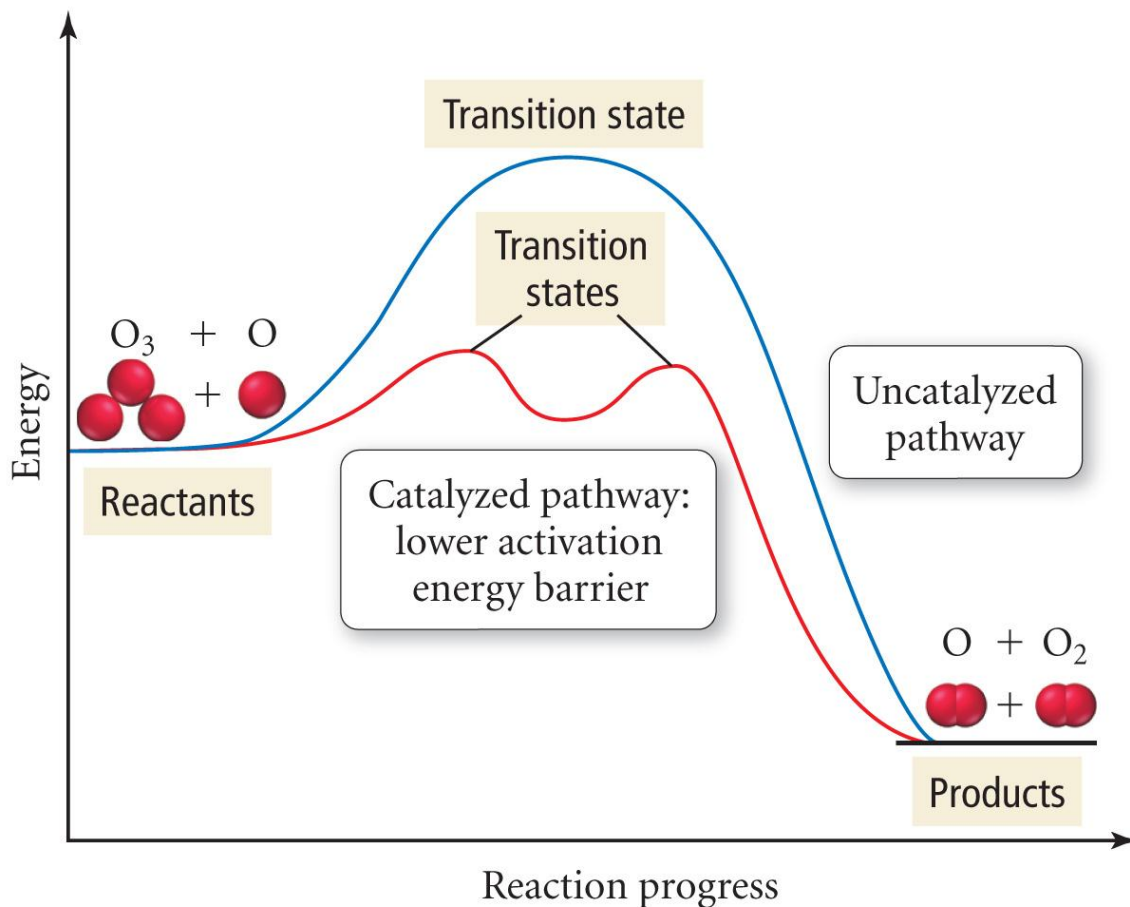 Transition state
Transition
states
O₃ + O
+
Reactants
Energy
Catalyzed pathway:
lower activation
energy barrier
Uncatalyzed
pathway
O + O₂
+
Products
Reaction progress